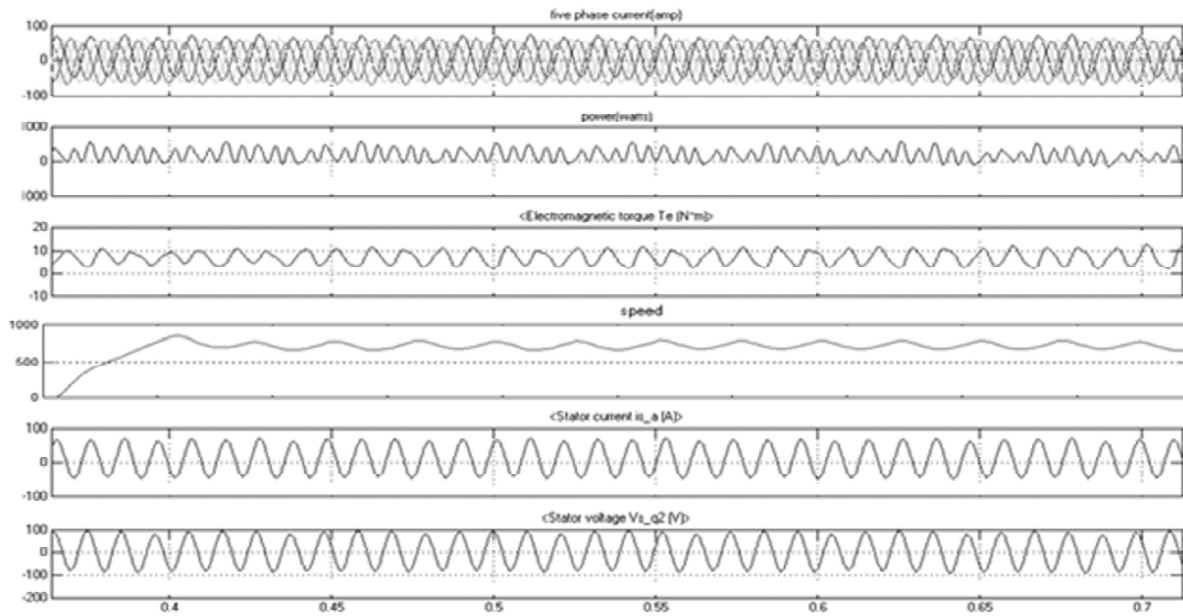 five phase current(amp)
100
0
-100
power(watts)
1000
0
1000
<Electromagnetic torque Te (N*m)>
20
10
0
-10
speed
1000
500
0
<Stator current is_a (A)>
100
0
-100
<Stator voltage Vs_q2 (V)>
100
0
-100
-200
0.4 0.45 0.5 0.55 0.6 0.65 0.7